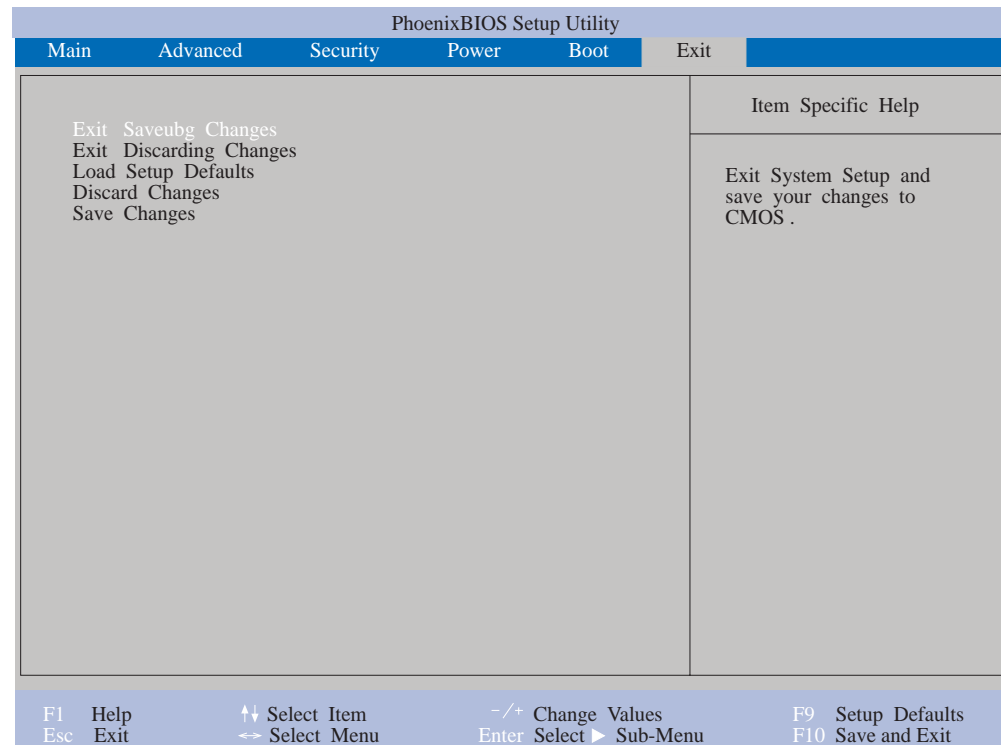 PhoenixBIOS Setup Utility
Main Advanced Security Power Boot Exit
Exit Saveubg Changes
Exit Discarding Changes
Load Setup Defaults
Discard Changes
Save Changes
Item Specific Help
Exit System Setup and
save your changes to
CMOS .
F1 Help ↑↓ Select Item -/+ Change Values F9 Setup Defaults
Esc Exit ↔ Select Menu Enter Select ▶ Sub-Menu F10 Save and Exit